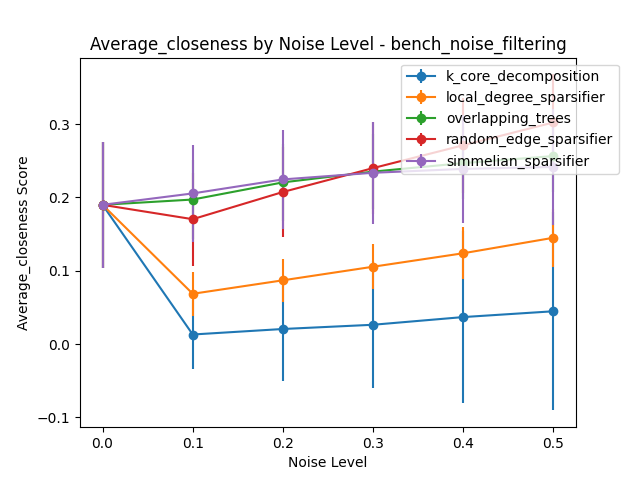 Average_closeness by Noise Level - bench_noise_filtering
k_core_decomposition
local_degree_sparsifier
overlapping_trees
random_edge_sparsifier
simmelian_sparsifier
Average_closeness Score
0.3
0.2
0.1
0.0
−0.1
0.0 0.1 0.2 0.3 0.4 0.5
Noise Level